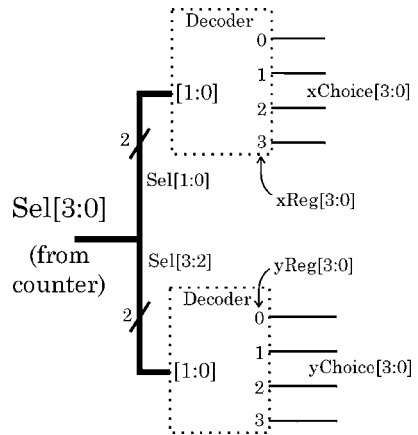 Decoder
0
1
[1:0]
xChoice[3:0]
2
2
3
Sel[1:0]
xReg[3:0]
Sel[3:0]
(from
counter)
Sel[3:2]
yReg[3:0]
Decoder
0
2
1
[1:0]
yChoice[3:0]
2
3